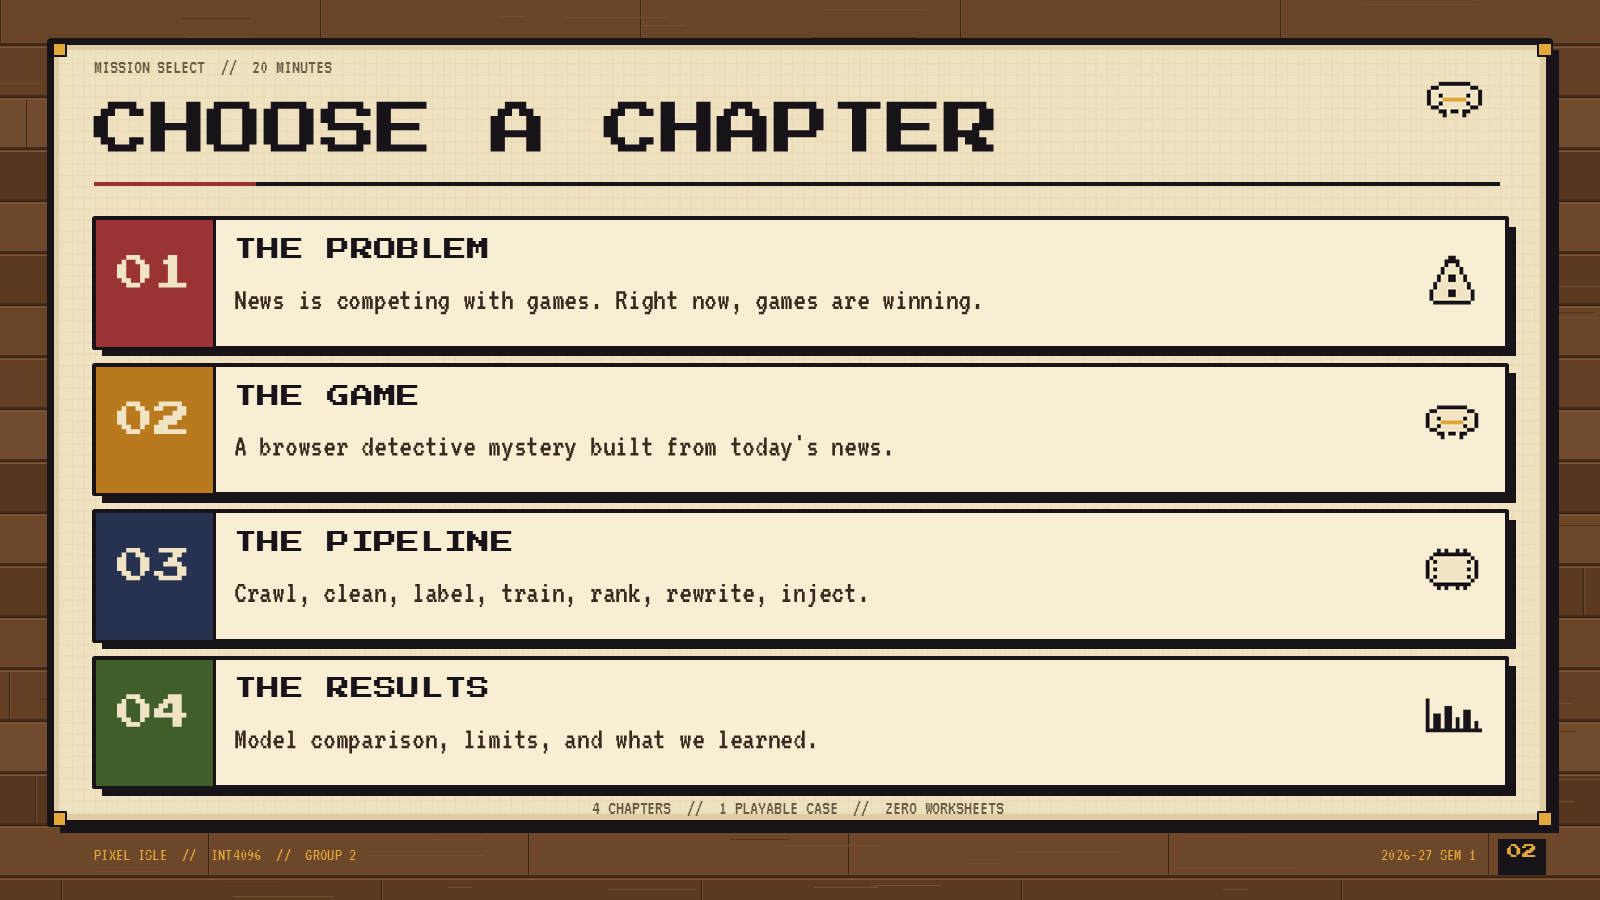 MISSION SELECT // 20 MINUTES
CHOOSE A CHAPTER
01
THE PROBLEM
News is competing with games. Right now, games are winning.
02
THE GAME
A browser detective mystery built from today's news.
03
THE PIPELINE
Crawl, clean, label, train, rank, rewrite, inject.
04
THE RESULTS
Model comparison, limits, and what we learned.
4 CHAPTERS // 1 PLAYABLE CASE // ZERO WORKSHEETS
PIXEL ISLE // INT4096 // GROUP 2
2026-27 SEM 1
02